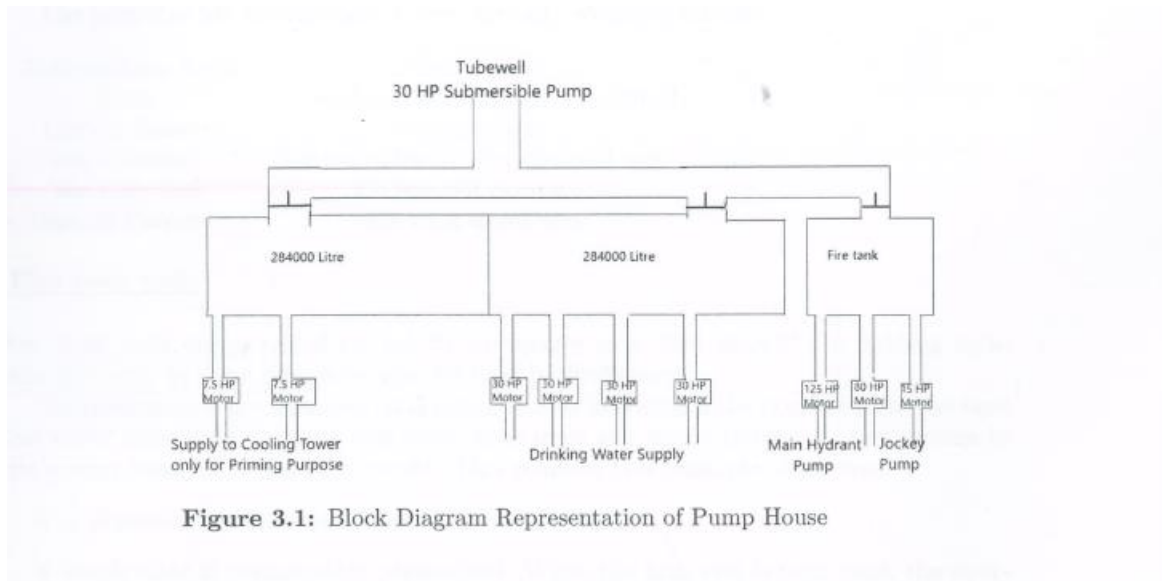 Tubewell
30 HP Submersible Pump
284000 Litre
284000 Litre
Fire tank
7.5 HP
Motor
7.5 HP
Motor
30 HP
Motor
30 HP
Motor
30 HP
Motor
30 HP
Motor
125 HP
Motor
80 HP
Motor
15 HP
Motor
Supply to Cooling Tower
only for Priming Purpose
Drinking Water Supply
Main Hydrant
Pump
Jockey
Pump
Figure 3.1: Block Diagram Representation of Pump House